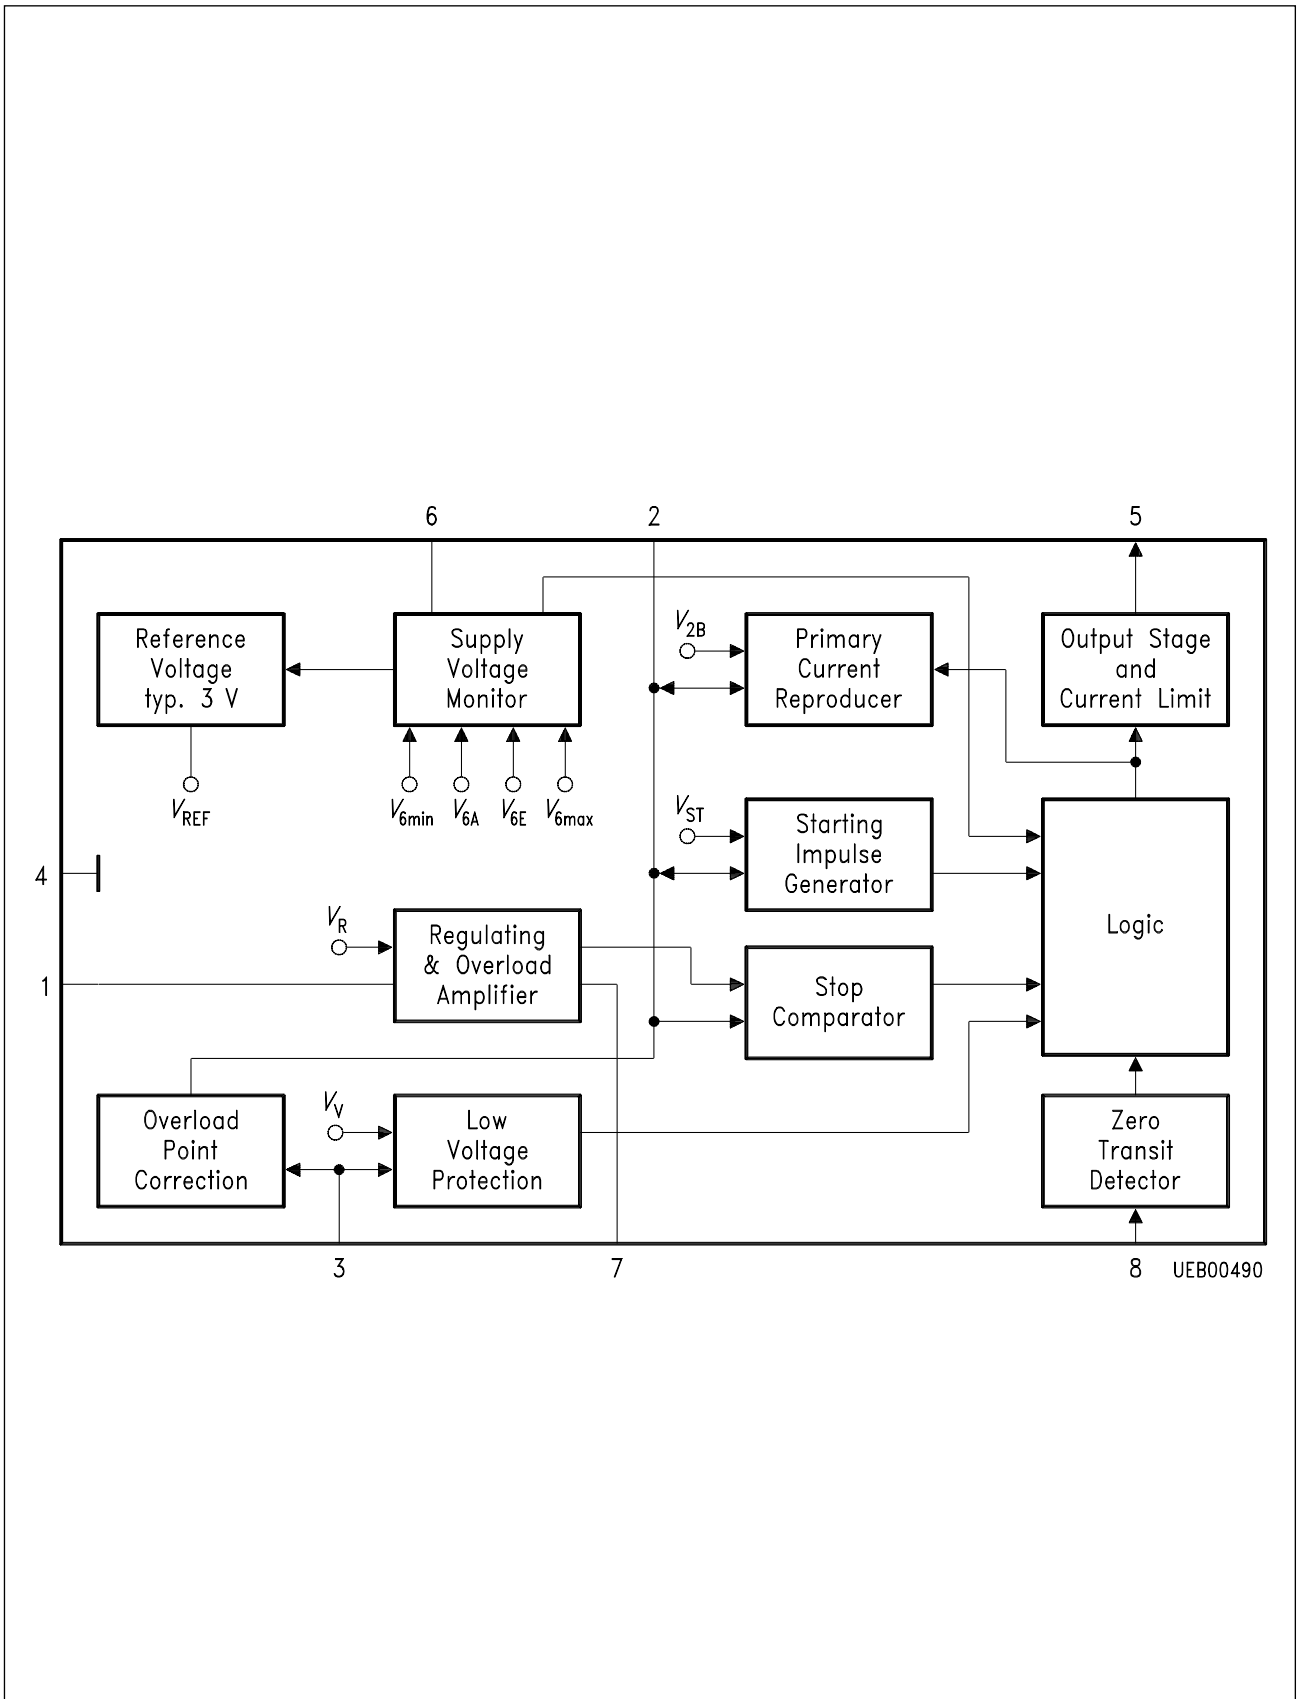 6 2 5
Reference
Voltage
typ. 3 V
Supply
Voltage
Monitor
V2B
Primary
Current
Reproducer
Output Stage
and
Current Limit
VREF
V6min V6A V6E V6max
VST
Starting
Impulse
Generator
4
Logic
VR
Regulating
& Overload
Amplifier
1
Stop
Comparator
Overload
Point
Correction
VV
Low
Voltage
Protection
Zero
Transit
Detector
3 7 8 UEB00490